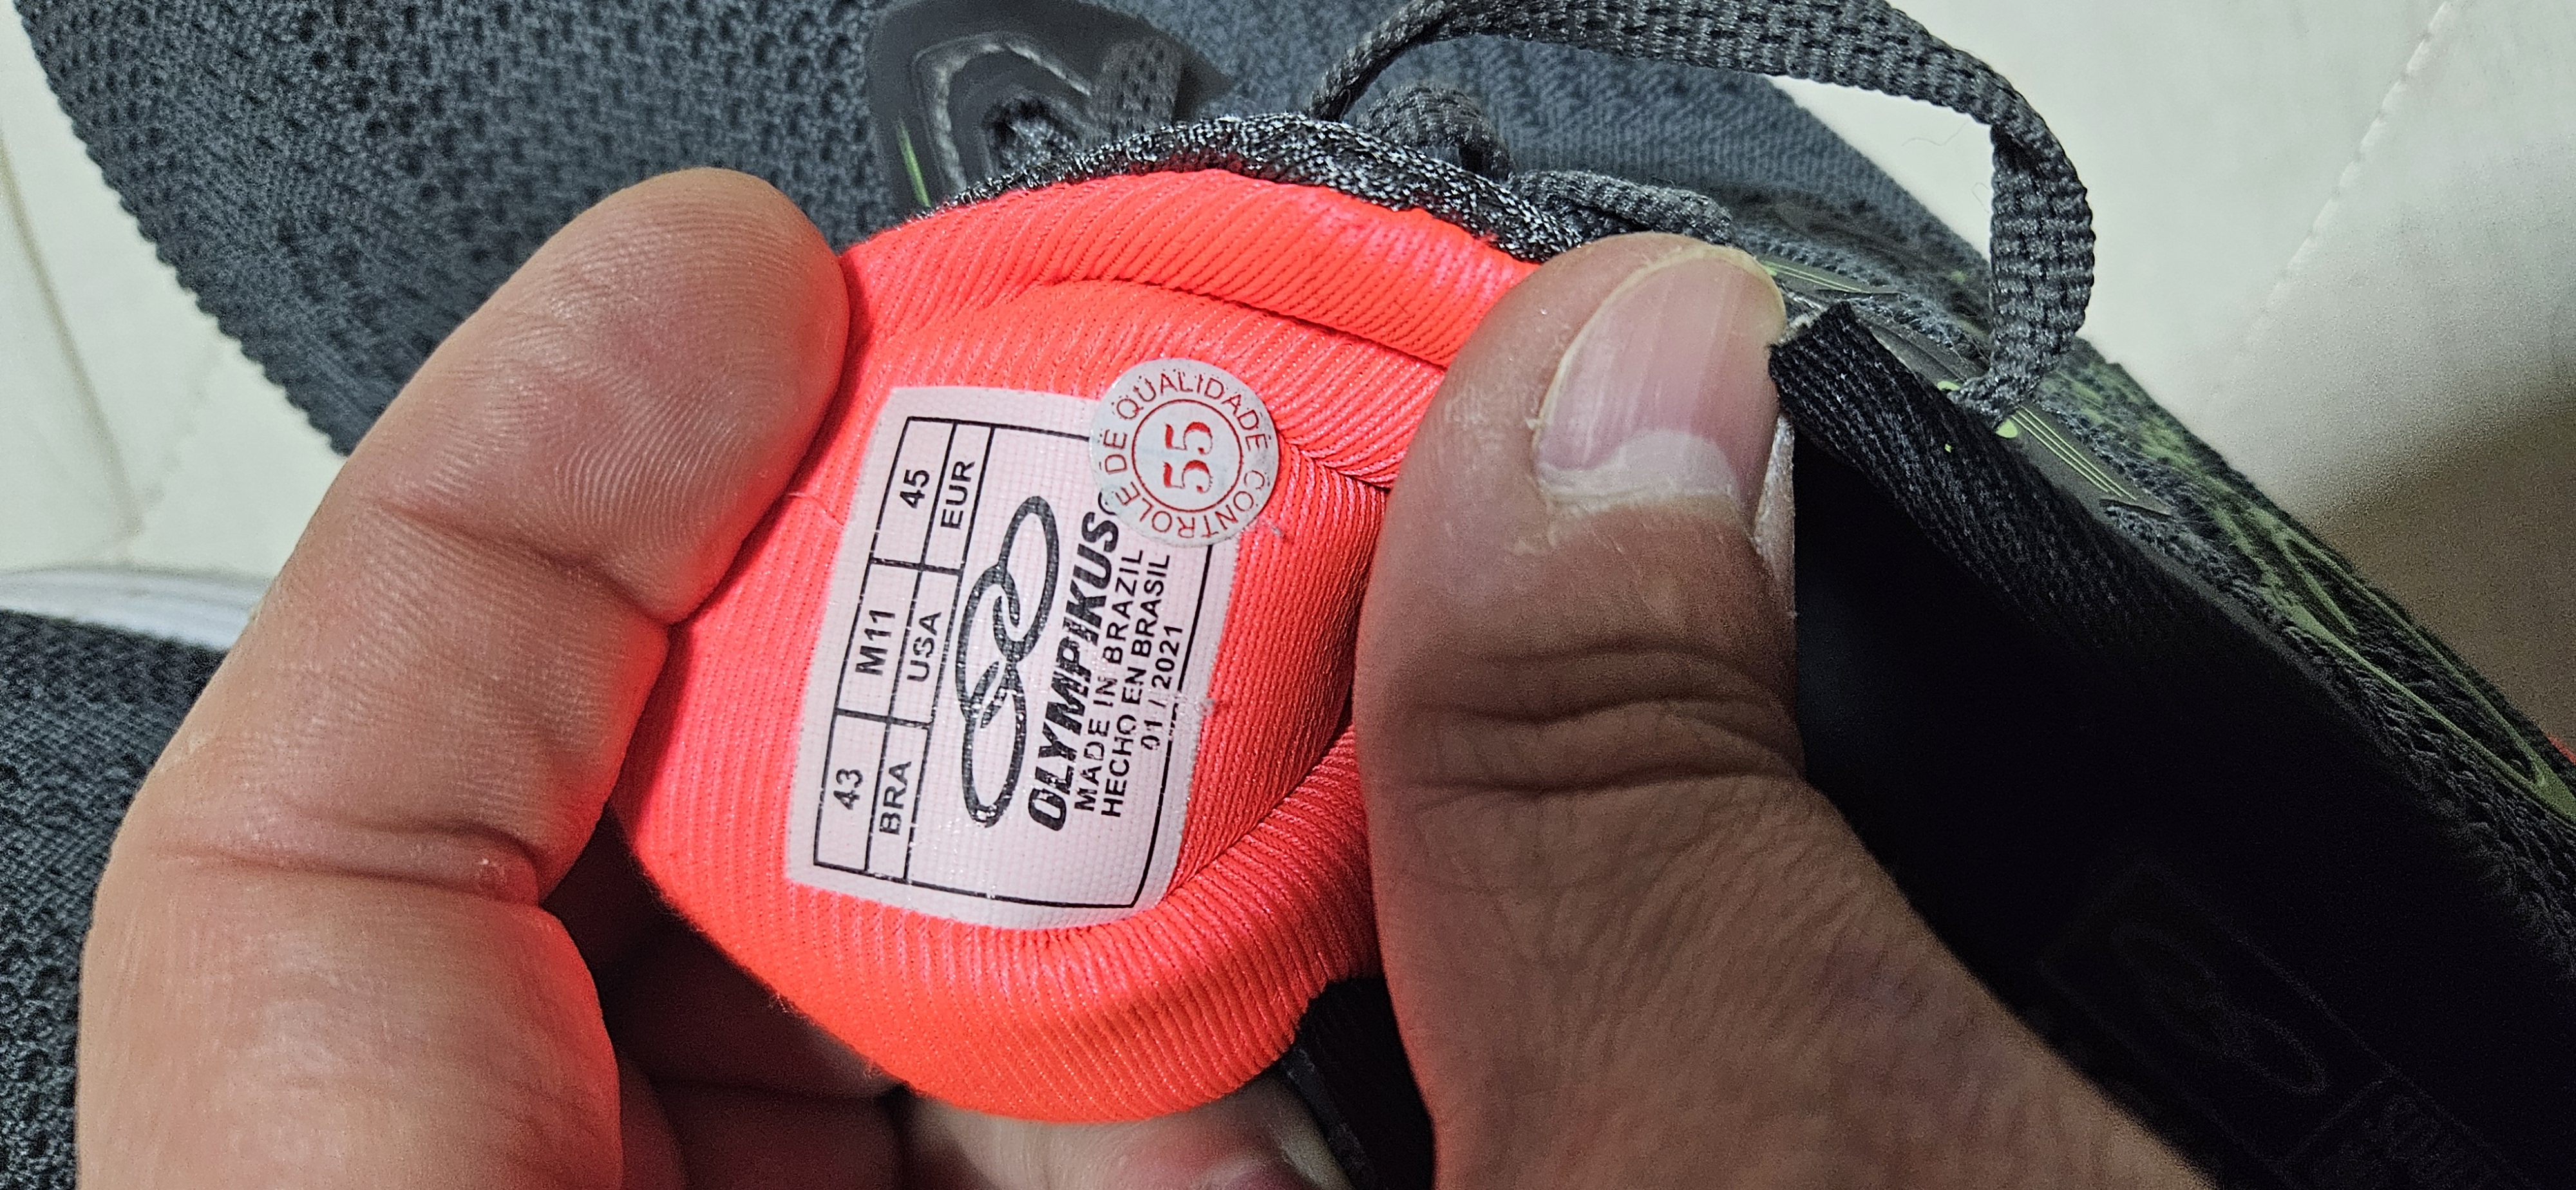 43 M11 45
BRA USA EUR
OLYMPIKUS
MADE IN BRAZIL
HECHO EN BRASIL
01 / 2021
CONTROLE DE QUALIDADE
55